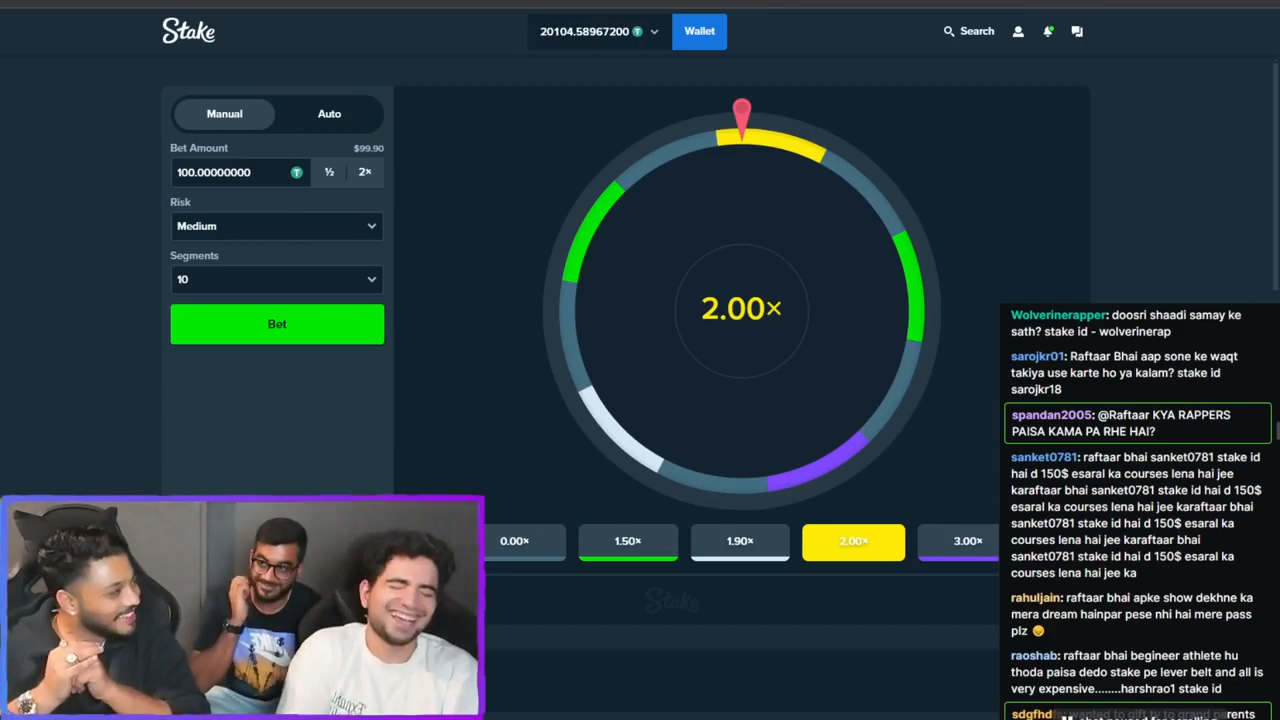 Stake
20104.58967200
Wallet
Search
Manual
Auto
Bet Amount
$99.90
100.00000000
½
2×
Risk
Medium
Segments
10
Bet
2.00×
0.00×
1.50×
1.90×
2.00×
3.00×
Stake
Wolverinerapper: doosri shaadi samay ke
sath? stake id - wolverinerap
sarojkr01: Raftaar Bhai aap sone ke waqt
takiya use karte ho ya kalam? stake id
sarojkr18
spandan2005: @Raftaar KYA RAPPERS
PAISA KAMA PA RHE HAI?
sanket0781: raftaar bhai sanket0781 stake id
hai d 150$ esaral ka courses lena hai jee
karaftaar bhai sanket0781 stake id hai d 150$
esaral ka courses lena hai jee ka raftaar bhai
sanket0781 stake id hai d 150$ esaral ka
courses lena hai jee karaftaar bhai
sanket0781 stake id hai d 150$ esaral ka
courses lena hai jee ka
rahuljain: raftaar bhai apke show dekhne ka
mera dream hainpar pese nhi hai mere pass
plz
raoshab: raftaar bhai begineer athlete hu
thoda paisa dedo stake pe lever belt and all is
very expensive........harshrao1 stake id
NIKE